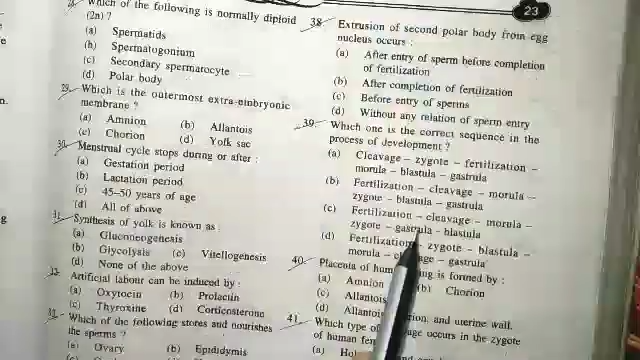 23
28. Which of the following is normally diploid
(2n) ?
(a) Spermatids
(b) Spermatogonium
(c) Secondary spermatocyte
(d) Polar body
29. Which is the outermost extra-embryonic
membrane ?
(a) Amnion (b) Allantois
(c) Chorion (d) Yolk sac
30. Menstrual cycle stops during or after :
(a) Gestation period
(b) Lactation period
(c) 45–50 years of age
(d) All of above
31. Synthesis of yolk is known as :
(a) Gluconeogenesis
(b) Glycolysis (c) Vitellogenesis
(d) None of the above
32. Artificial labour can be induced by :
(a) Oxytocin (b) Prolactin
(c) Thyroxine (d) Corticosterone
33. Which of the following stores and nourishes
the sperms ?
(a) Ovary (b) Epididymis
38. Extrusion of second polar body from egg
nucleus occurs :
(a) After entry of sperm before completion
of fertilization
(b) After completion of fertilization
(c) Before entry of sperms
(d) Without any relation of sperm entry
39. Which one is the correct sequence in the
process of development ?
(a) Cleavage – zygote – fertilization –
morula – blastula – gastrula
(b) Fertilization – cleavage – morula –
zygote – blastula – gastrula
(c) Fertilization – cleavage – morula –
zygote – gastrula – blastula
(d) Fertilization – zygote – blastula –
morula – gastrula
40. Placenta of human is formed by :
(a) Amnion (b) Chorion
(c) Allantois
(d) and uterine wall.
41. Which type of occurs in the zygote
of human
(a)